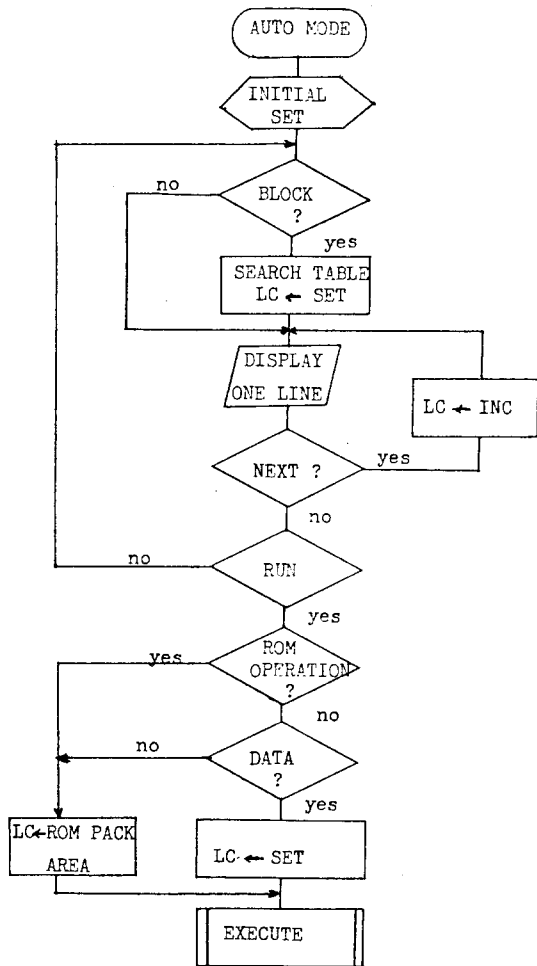 AUTO MODE
INITIAL
SET
no
BLOCK
?
yes
SEARCH TABLE
LC ← SET
DISPLAY
ONE LINE
LC ← INC
NEXT ?
yes
no
no
RUN
yes
yes
ROM
OPERATION
?
no
no
DATA
?
yes
LC←ROM PACK
AREA
LC ← SET
EXECUTE